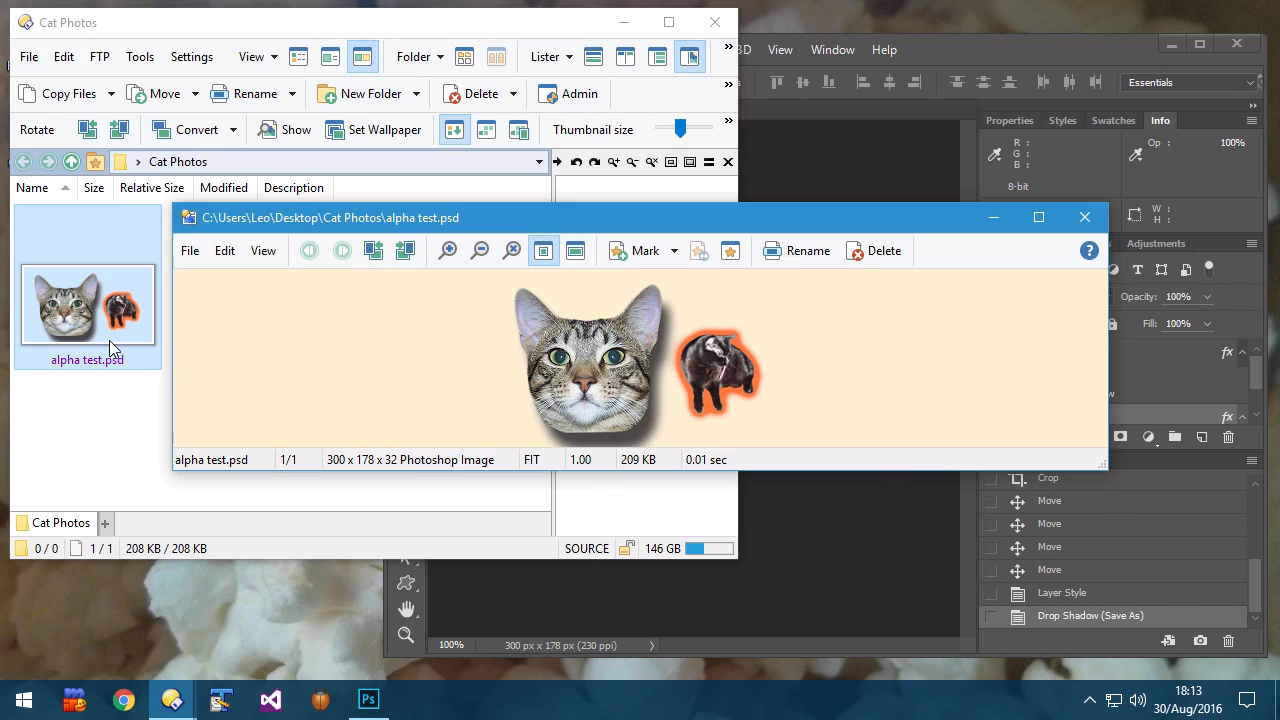 Cat Photos
File Edit FTP Tools Settings View Folder Lister »
Copy Files Move Rename New Folder Delete Admin »
Rotate Convert Show Set Wallpaper Thumbnail size »
Cat Photos
Name Size Relative Size Modified Description
alpha test.psd
Cat Photos +
0 / 0 1 / 1 208 KB / 208 KB SOURCE 146 GB
C:\Users\Leo\Desktop\Cat Photos\alpha test.psd
File Edit View Mark Rename Delete ?
alpha test.psd 1/1 300 x 178 x 32 Photoshop Image FIT 1.00 209 KB 0.01 sec
3D View Window Help
Essentials
Properties Styles Swatches Info
R : Op : 100%
G :
B :
8-bit
W :
H :
Adjustments
T
Opacity: 100%
Fill: 100%
fx
fx
Crop
Move
Move
Move
Move
Layer Style
Drop Shadow (Save As)
100% 300 px x 178 px (230 ppi)
Ps
18:13
30/Aug/2016